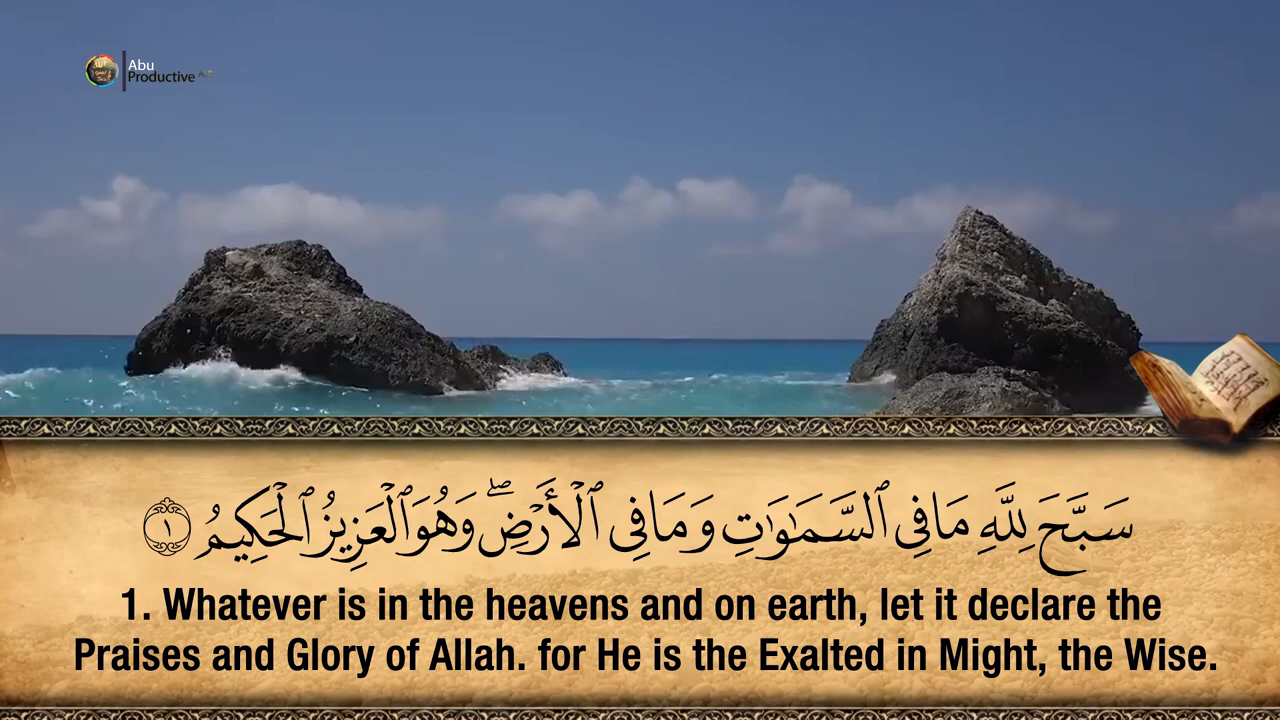 Abu
Productive
سَبَّحَ لِلَّهِ مَا فِى ٱلسَّمَـٰوَٰتِ وَمَا فِى ٱلْأَرْضِ ۖ وَهُوَ ٱلْعَزِيزُ ٱلْحَكِيمُ ١
1. Whatever is in the heavens and on earth, let it declare the
Praises and Glory of Allah. for He is the Exalted in Might, the Wise.